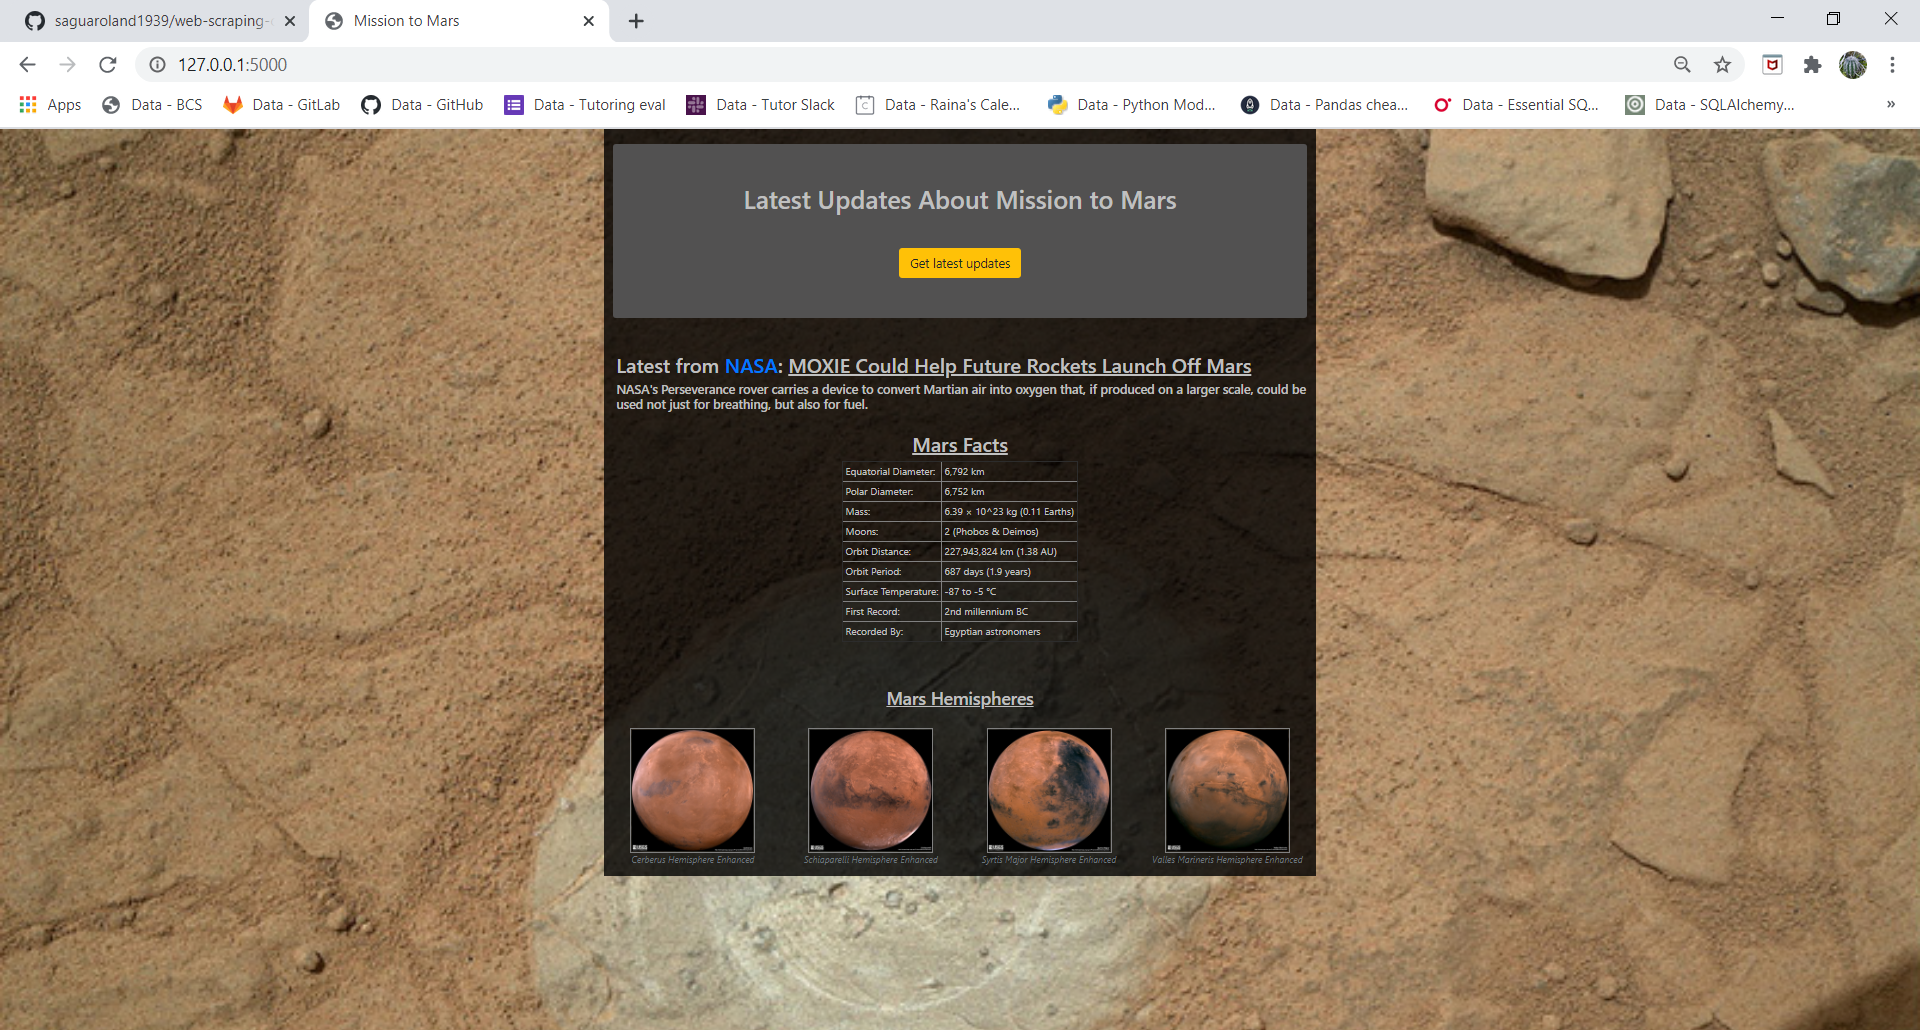 saguaroland1939/web-scraping-
Mission to Mars
127.0.0.1:5000
Apps
Data - BCS
Data - GitLab
Data - GitHub
Data - Tutoring eval
Data - Tutor Slack
Data - Raina's Cale...
Data - Python Mod...
Data - Pandas chea...
Data - Essential SQ...
Data - SQLAlchemy...
»
Latest Updates About Mission to Mars
Get latest updates
Latest from NASA: MOXIE Could Help Future Rockets Launch Off Mars
NASA's Perseverance rover carries a device to convert Martian air into oxygen that, if produced on a larger scale, could be
used not just for breathing, but also for fuel.
Mars Facts
Equatorial Diameter: 6,792 km
Polar Diameter: 6,752 km
Mass: 6.39 × 10^23 kg (0.11 Earths)
Moons: 2 (Phobos & Deimos)
Orbit Distance: 227,943,824 km (1.38 AU)
Orbit Period: 687 days (1.9 years)
Surface Temperature: -87 to -5 °C
First Record: 2nd millennium BC
Recorded By: Egyptian astronomers
Mars Hemispheres
Cerberus Hemisphere Enhanced
Schiaparelli Hemisphere Enhanced
Syrtis Major Hemisphere Enhanced
Valles Marineris Hemisphere Enhanced